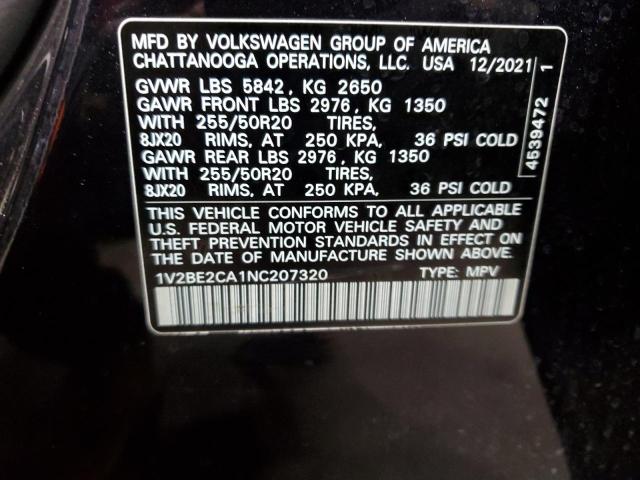 MFD BY VOLKSWAGEN GROUP OF AMERICA
CHATTANOOGA OPERATIONS, LLC. USA 12/2021
GVWR LBS 5842 , KG 2650
GAWR FRONT LBS 2976 , KG 1350
WITH 255/50R20 TIRES,
8JX20 RIMS, AT 250 KPA, 36 PSI COLD
GAWR REAR LBS 2976 , KG 1350
WITH 255/50R20 TIRES,
8JX20 RIMS, AT 250 KPA, 36 PSI COLD
THIS VEHICLE CONFORMS TO ALL APPLICABLE
U.S. FEDERAL MOTOR VEHICLE SAFETY AND
THEFT PREVENTION STANDARDS IN EFFECT ON
THE DATE OF MANUFACTURE SHOWN ABOVE.
1V2BE2CA1NC207320 TYPE: MPV
4539472 1